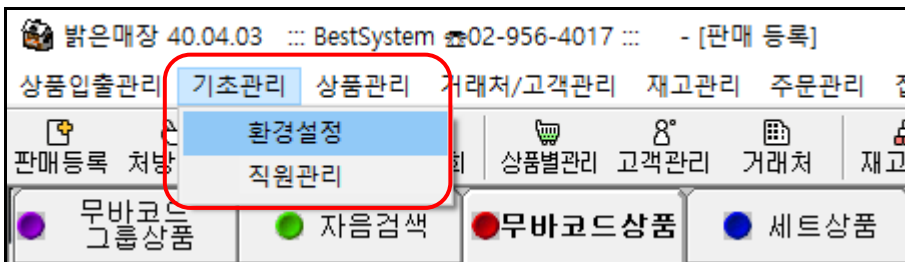 밝은매장 40.04.03 ::: BestSystem ☎02-956-4017 ::: - [판매 등록]
상품입출관리 기초관리 상품관리 거래처/고객관리 재고관리 주문관리
환경설정
직원관리
판매등록 처방 회 상품별관리 고객관리 거래처 재고
무바코드
그룹상품
자음검색
무바코드상품
세트상품